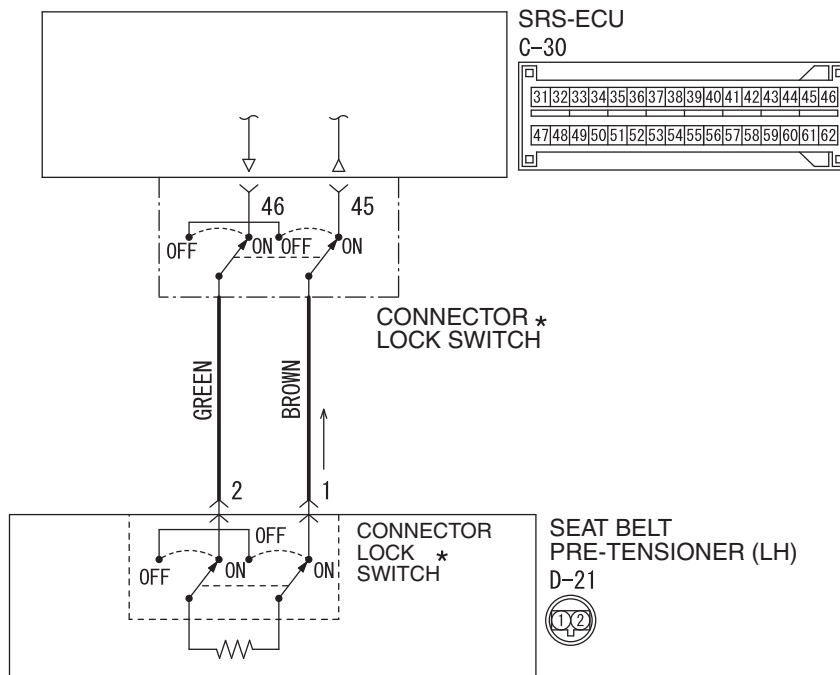 SRS-ECU
C-30
31 32 33 34 35 36 37 38 39 40 41 42 43 44 45 46
47 48 49 50 51 52 53 54 55 56 57 58 59 60 61 62
46 45
OFF ON OFF ON
CONNECTOR *
LOCK SWITCH
GREEN
BROWN
2 1
CONNECTOR
LOCK *
SWITCH
OFF ON OFF ON
SEAT BELT
PRE-TENSIONER (LH)
D-21
1 2